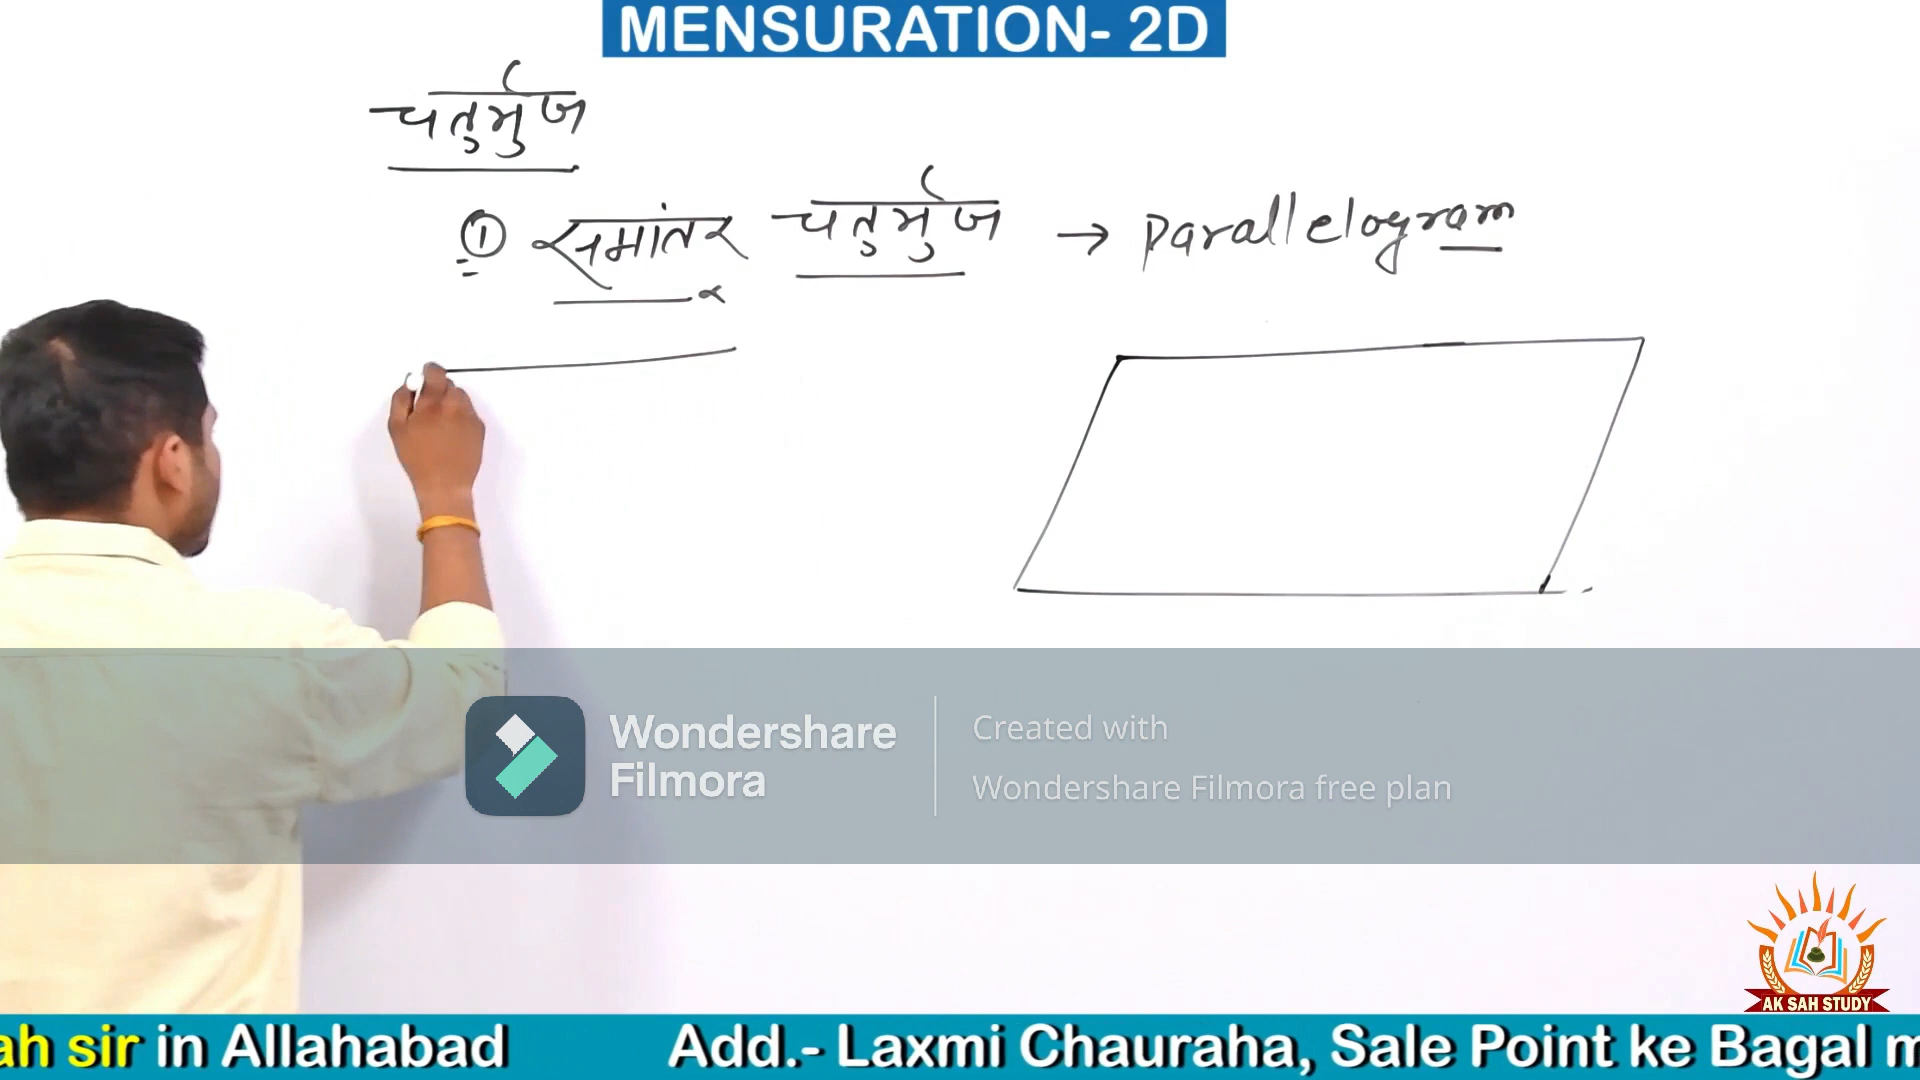 MENSURATION- 2D
चतुर्भुज
① समांतर चतुर्भुज → parallelogram
Wondershare
Filmora
Created with
Wondershare Filmora free plan
AK SAH STUDY
ah sir in Allahabad Add.- Laxmi Chauraha, Sale Point ke Bagal m